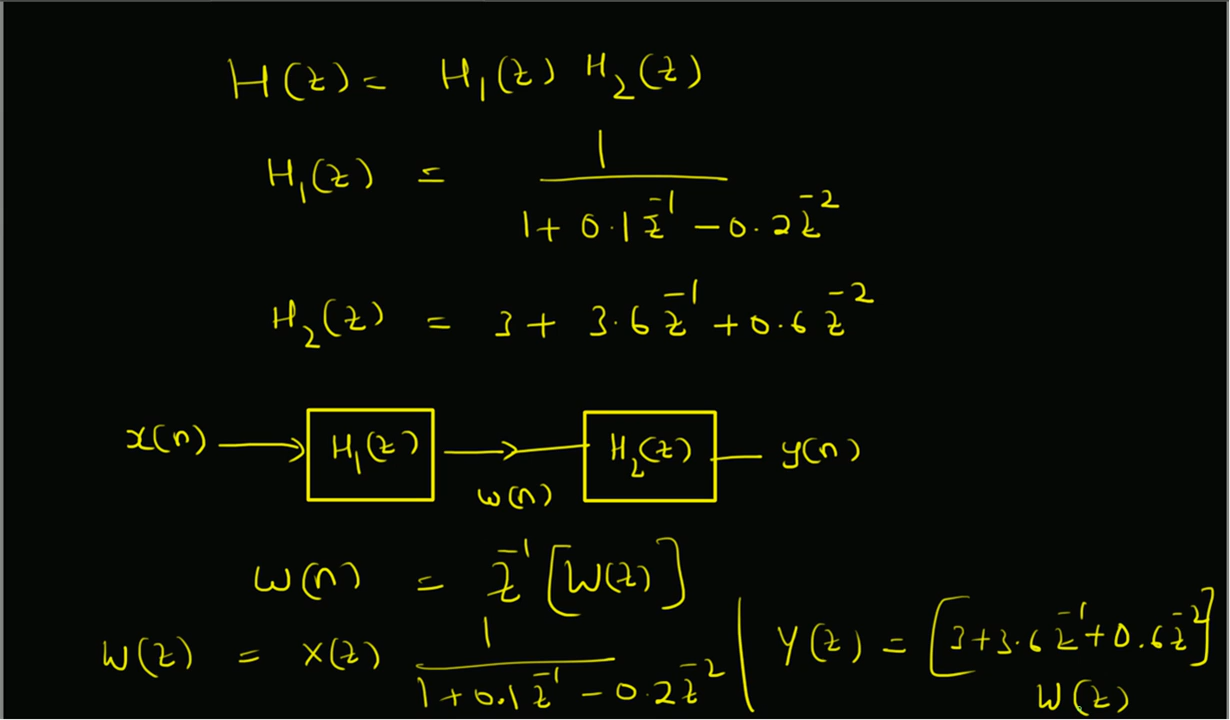 H(z) = H₁(z) H₂(z)
H₁(z) = 1 / (1 + 0.1 z⁻¹ - 0.2 z⁻²)
H₂(z) = 3 + 3.6 z⁻¹ + 0.6 z⁻²
x(n) → H₁(z) → H₂(z) — y(n)
w(n)
w(n) = z⁻¹ [W(z)]
W(z) = X(z) 1 / (1 + 0.1 z⁻¹ - 0.2 z⁻²) | Y(z) = [3 + 3.6 z⁻¹ + 0.6 z⁻²]
W(z)